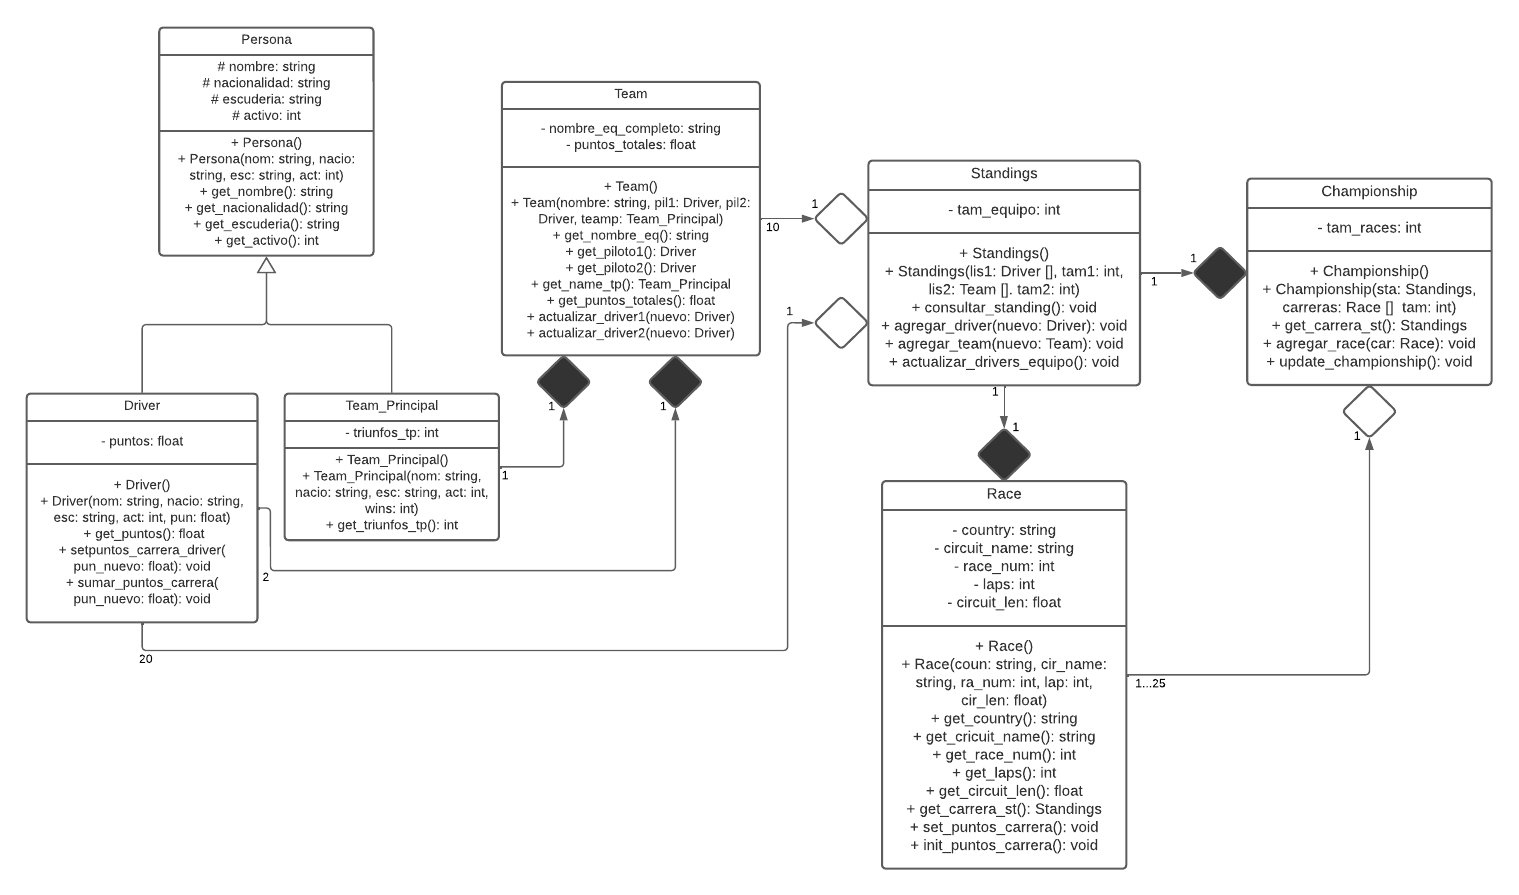 Persona
# nombre: string
# nacionalidad: string
# escuderia: string
# activo: int
+ Persona()
+ Persona(nom: string, nacio:
string, esc: string, act: int)
+ get_nombre(): string
+ get_nacionalidad(): string
+ get_escuderia(): string
+ get_activo(): int
Team
- nombre_eq_completo: string
- puntos_totales: float
+ Team()
+ Team(nombre: string, pil1: Driver, pil2:
Driver, teamp: Team_Principal)
+ get_nombre_eq(): string
+ get_piloto1(): Driver
+ get_piloto2(): Driver
+ get_name_tp(): Team_Principal
+ get_puntos_totales(): float
+ actualizar_driver1(nuevo: Driver)
+ actualizar_driver2(nuevo: Driver)
10
1
1
Standings
- tam_equipo: int
+ Standings()
+ Standings(lis1: Driver [], tam1: int,
lis2: Team []. tam2: int)
+ consultar_standing(): void
+ agregar_driver(nuevo: Driver): void
+ agregar_team(nuevo: Team): void
+ actualizar_drivers_equipo(): void
1
1
Championship
- tam_races: int
+ Championship()
+ Championship(sta: Standings,
carreras: Race [] tam: int)
+ get_carrera_st(): Standings
+ agregar_race(car: Race): void
+ update_championship(): void
Driver
- puntos: float
+ Driver()
+ Driver(nom: string, nacio: string,
esc: string, act: int, pun: float)
+ get_puntos(): float
+ setpuntos_carrera_driver(
pun_nuevo: float): void
+ sumar_puntos_carrera(
pun_nuevo: float): void
2
20
Team_Principal
- triunfos_tp: int
+ Team_Principal()
+ Team_Principal(nom: string,
nacio: string, esc: string, act: int,
wins: int)
+ get_triunfos_tp(): int
1
1
1
1
1
1
Race
- country: string
- circuit_name: string
- race_num: int
- laps: int
- circuit_len: float
+ Race()
+ Race(coun: string, cir_name:
string, ra_num: int, lap: int,
cir_len: float)
+ get_country(): string
+ get_cricuit_name(): string
+ get_race_num(): int
+ get_laps(): int
+ get_circuit_len(): float
+ get_carrera_st(): Standings
+ set_puntos_carrera(): void
+ init_puntos_carrera(): void
1...25